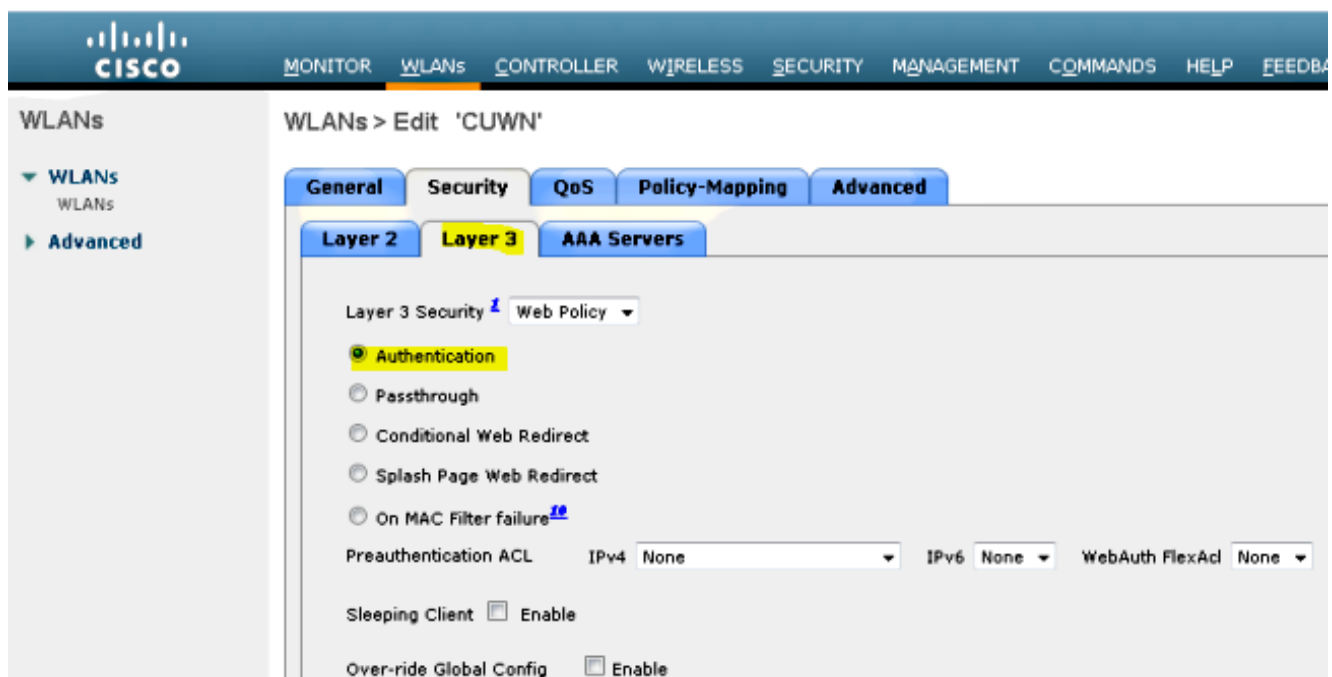 CISCO
MONITOR WLANs CONTROLLER WIRELESS SECURITY MANAGEMENT COMMANDS HELP FEEDBA
WLANs
WLANs
WLANs
Advanced
WLANs > Edit 'CUWN'
General Security QoS Policy-Mapping Advanced
Layer 2 Layer 3 AAA Servers
Layer 3 Security 1 Web Policy
Authentication
Passthrough
Conditional Web Redirect
Splash Page Web Redirect
On MAC Filter failure10
Preauthentication ACL IPv4 None IPv6 None WebAuth FlexAcl None
Sleeping Client Enable
Over-ride Global Config Enable